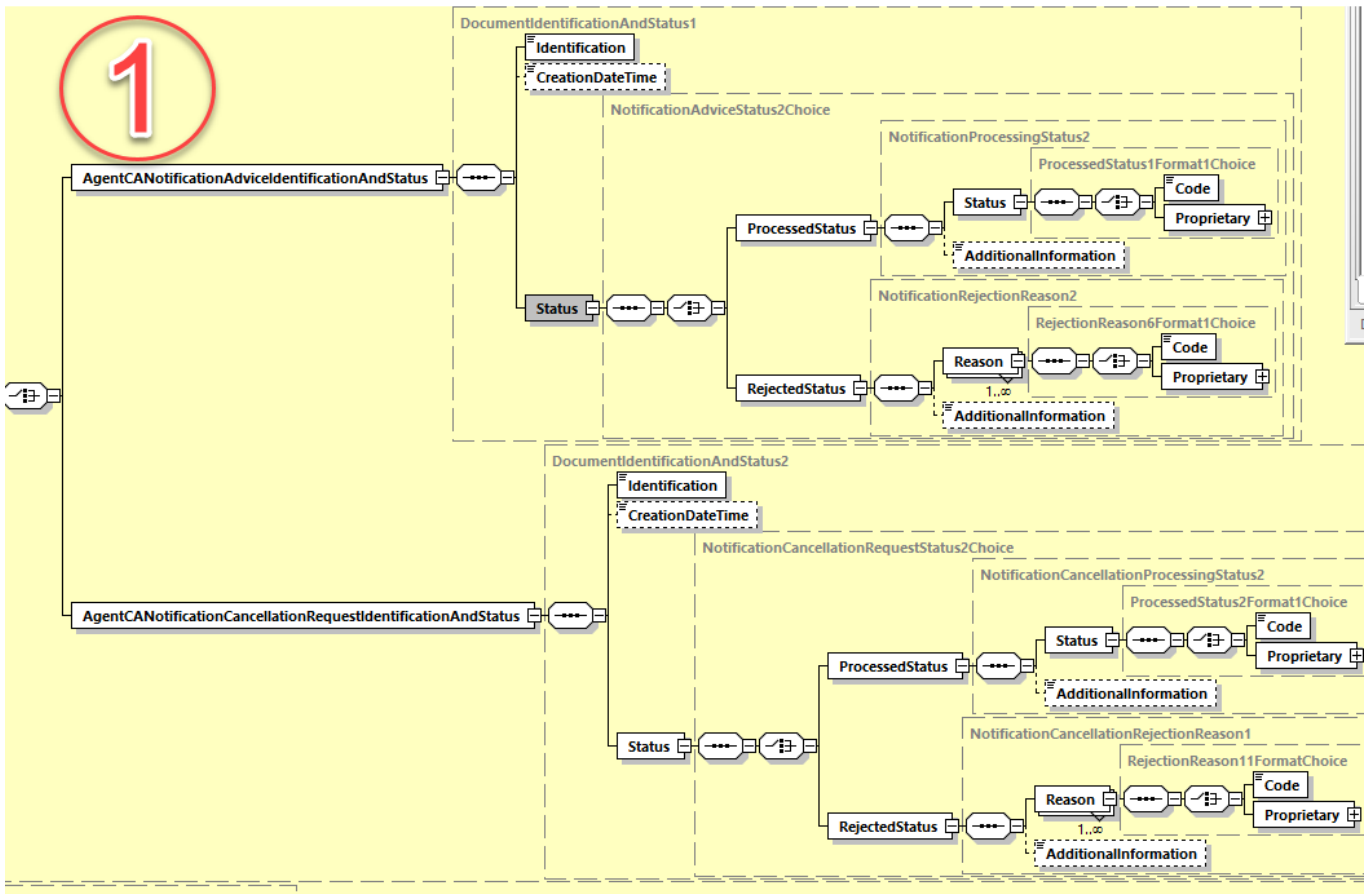 1
DocumentIdentificationAndStatus1
Identification
CreationDateTime
NotificationAdviceStatus2Choice
NotificationProcessingStatus2
ProcessedStatus1Format1Choice
AgentCANotificationAdviceIdentificationAndStatus
Code
Status
Proprietary
ProcessedStatus
AdditionalInformation
NotificationRejectionReason2
Status
RejectionReason6Format1Choice
Code
Reason
Proprietary
RejectedStatus
1..∞
AdditionalInformation
DocumentIdentificationAndStatus2
Identification
CreationDateTime
NotificationCancellationRequestStatus2Choice
NotificationCancellationProcessingStatus2
ProcessedStatus2Format1Choice
AgentCANotificationCancellationRequestIdentificationAndStatus
Code
Status
Proprietary
ProcessedStatus
AdditionalInformation
NotificationCancellationRejectionReason1
Status
RejectionReason11FormatChoice
Code
Reason
Proprietary
RejectedStatus
1..∞
AdditionalInformation